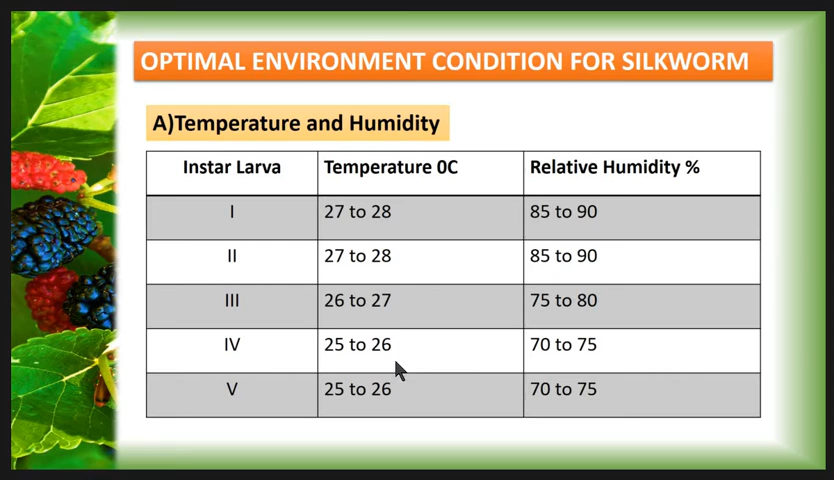 OPTIMAL ENVIRONMENT CONDITION FOR SILKWORM
A)Temperature and Humidity
Instar Larva Temperature 0C Relative Humidity %
I 27 to 28 85 to 90
II 27 to 28 85 to 90
III 26 to 27 75 to 80
IV 25 to 26 70 to 75
V 25 to 26 70 to 75